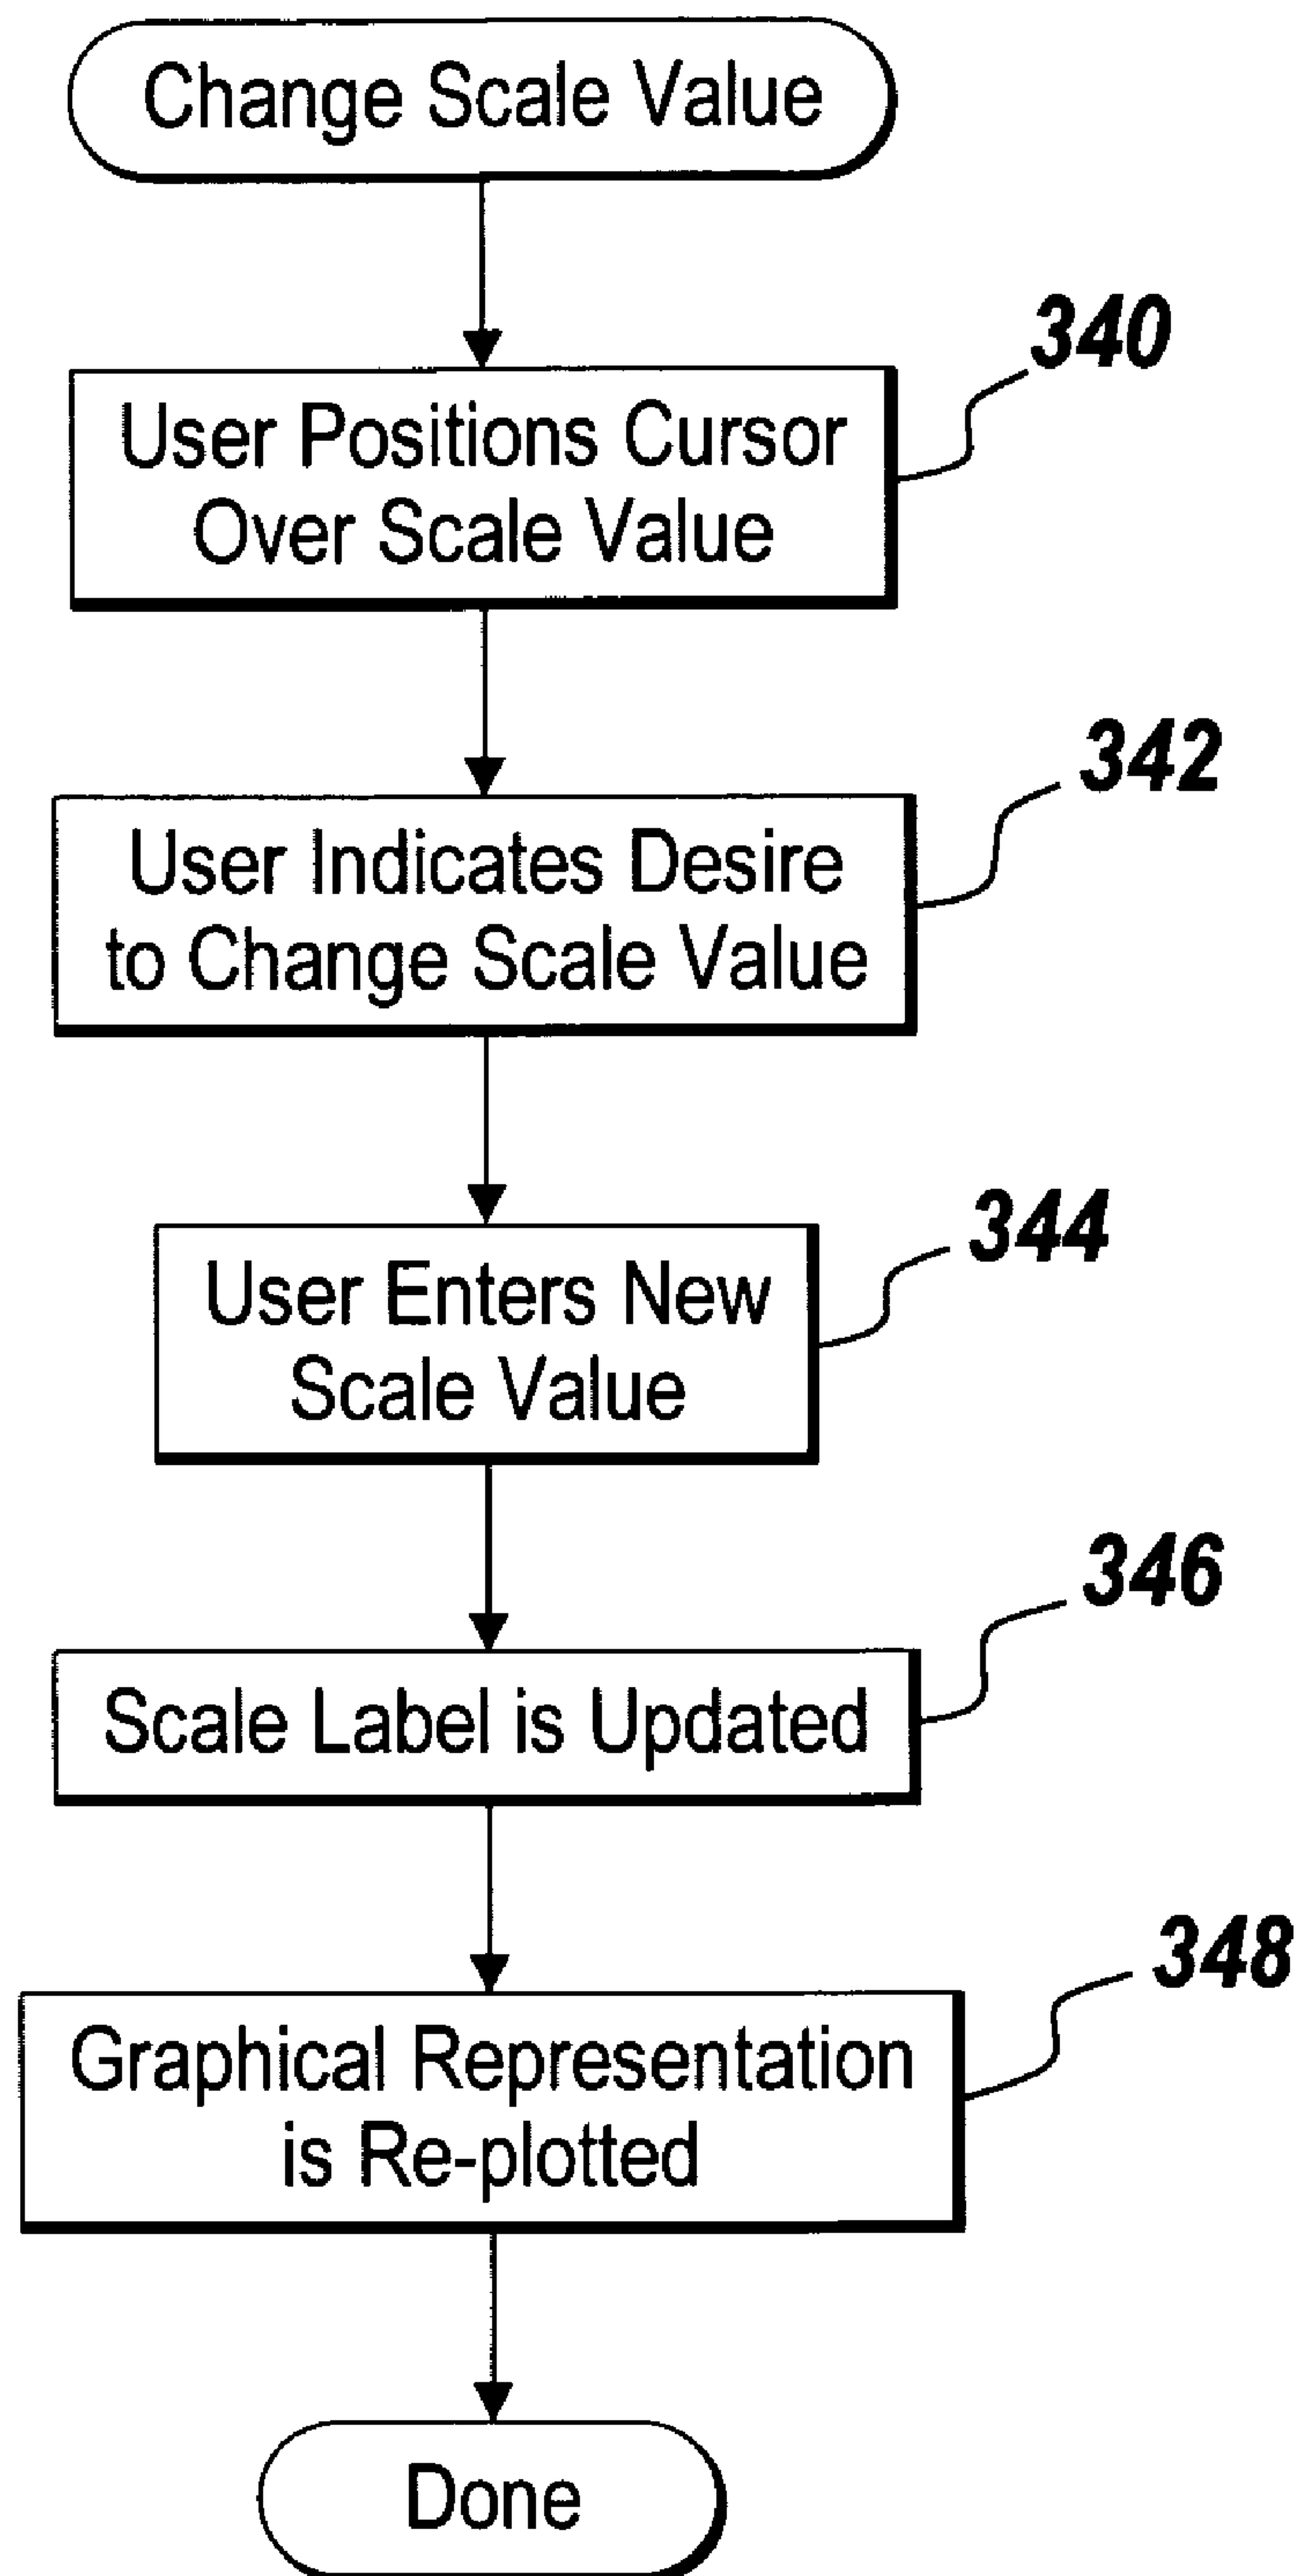 Change Scale Value
340
User Positions Cursor
Over Scale Value
342
User Indicates Desire
to Change Scale Value
344
User Enters New
Scale Value
346
Scale Label is Updated
348
Graphical Representation
is Re-plotted
Done